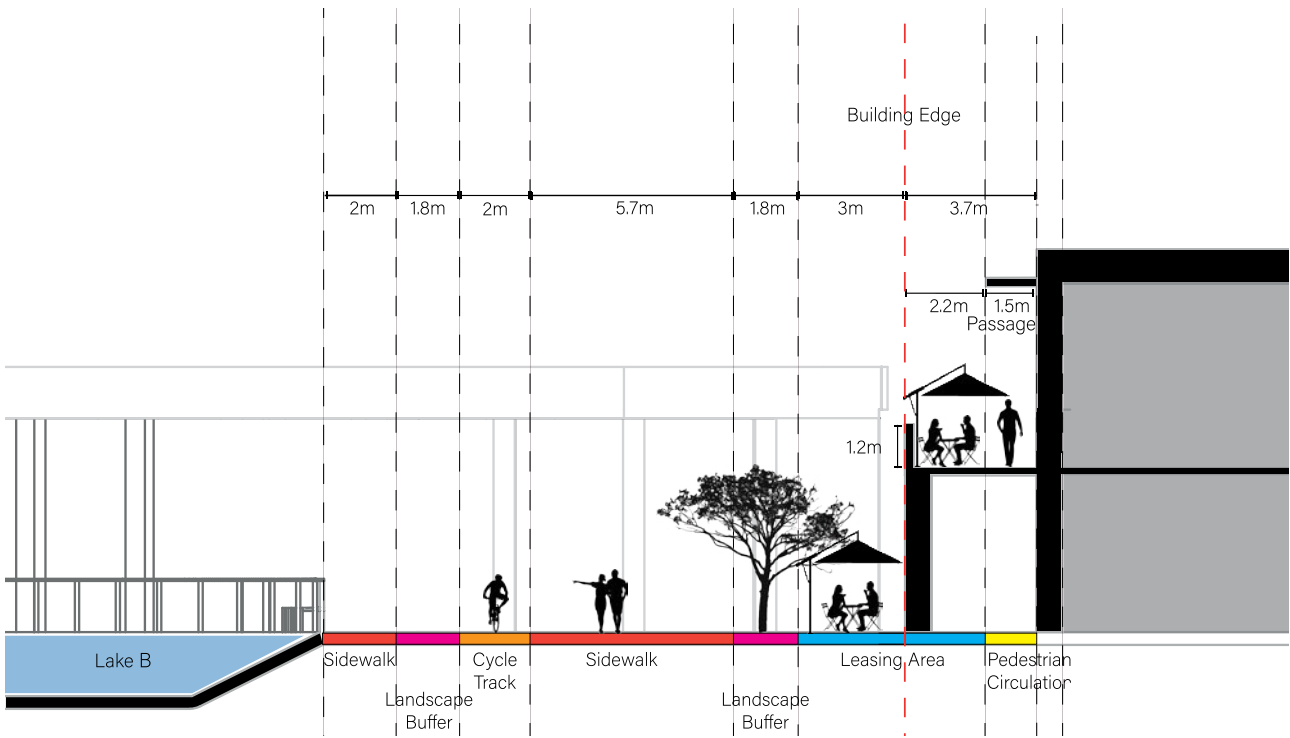 Building Edge
2m
1.8m
2m
5.7m
1.8m
3m
3.7m
2.2m
1.5m
Passage
1.2m
Lake B
Sidewalk
Cycle
Track
Sidewalk
Leasing Area
Pedestrian
Circulation
Landscape
Buffer
Landscape
Buffer